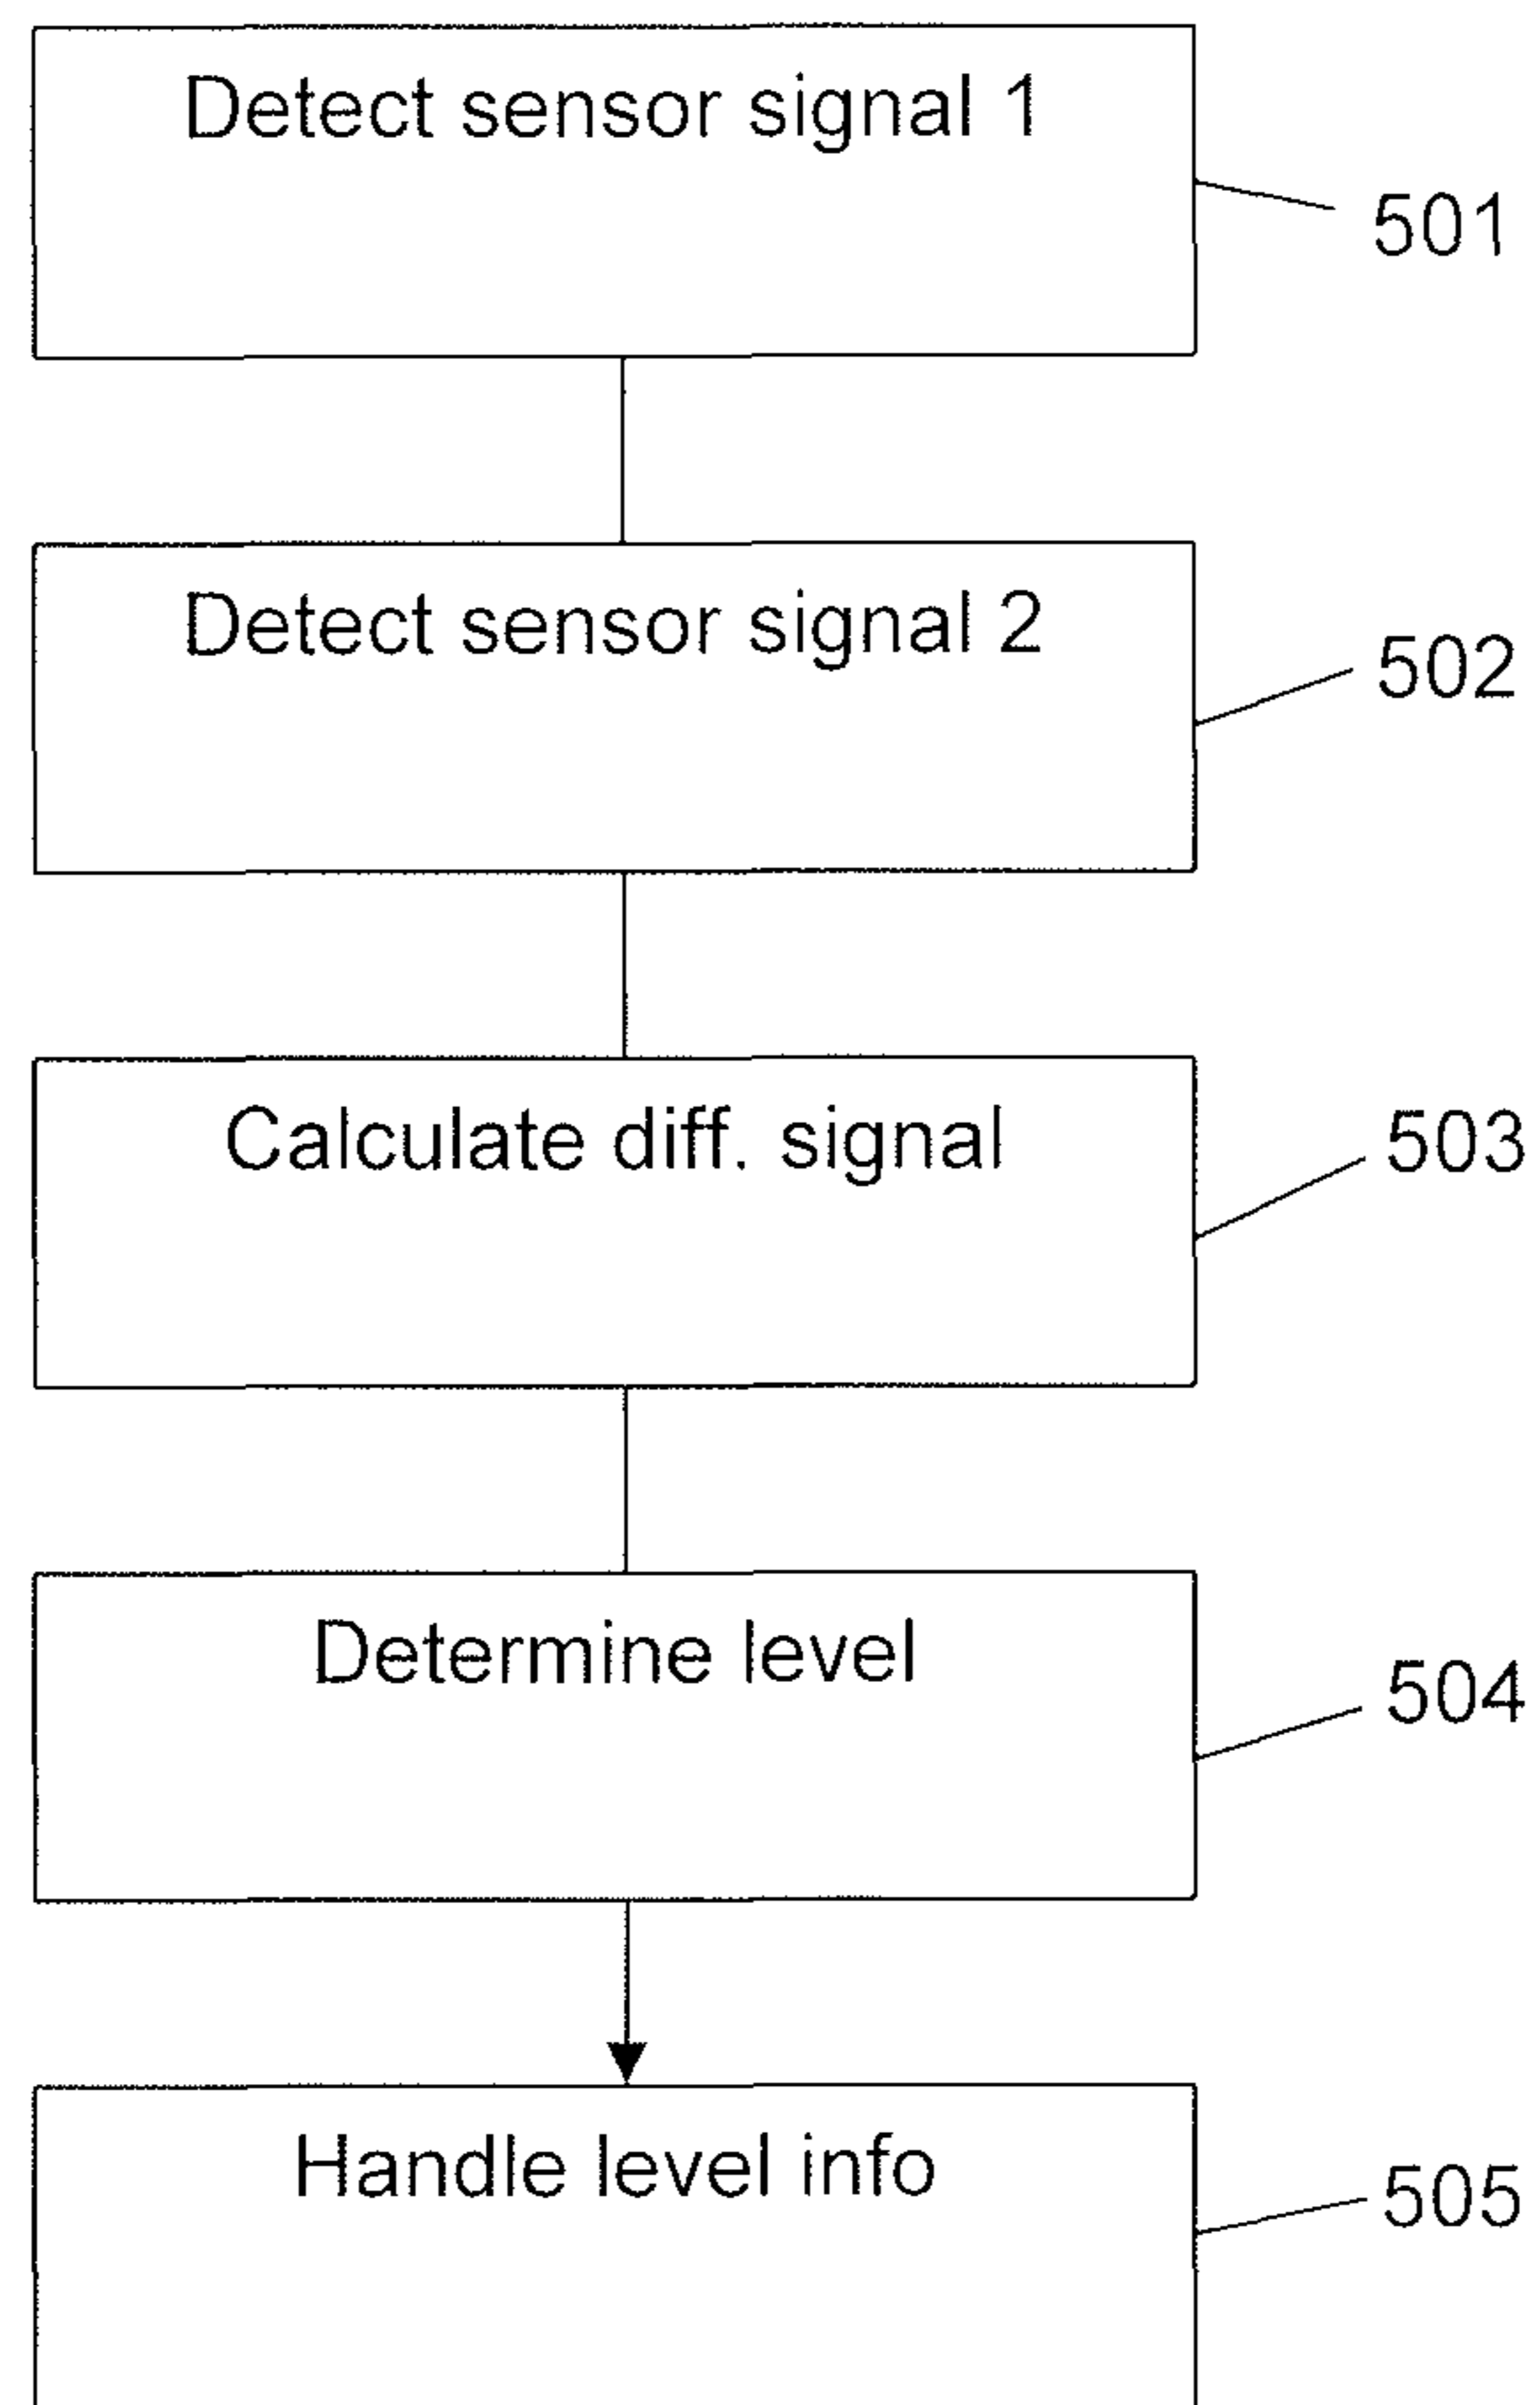 Detect sensor signal 1
501
Detect sensor signal 2
502
Calculate diff. signal
503
Determine level
504
Handle level info
505